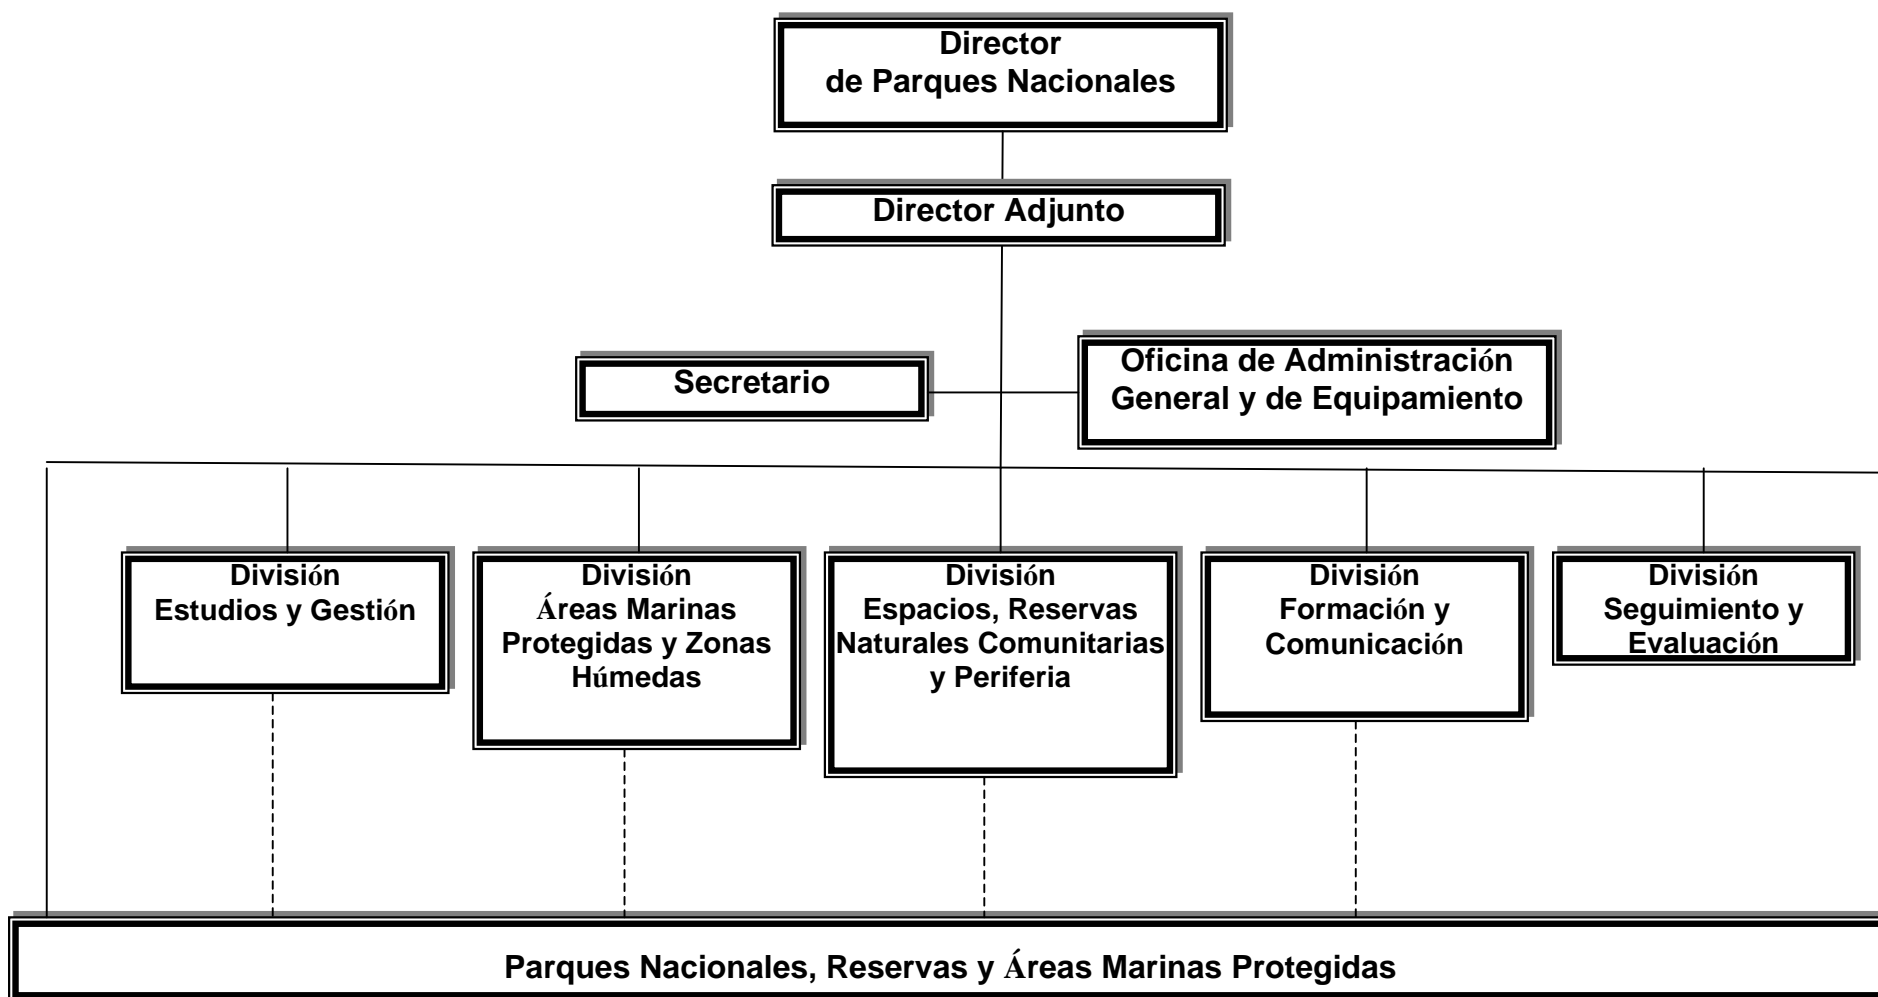 Director
de Parques Nacionales
Director Adjunto
Secretario
Oficina de Administración
General y de Equipamiento
División
Estudios y Gestión
División
Áreas Marinas
Protegidas y Zonas
Húmedas
División
Espacios, Reservas
Naturales Comunitarias
y Periferia
División
Formación y
Comunicación
División
Seguimiento y
Evaluación
Parques Nacionales, Reservas y Áreas Marinas Protegidas